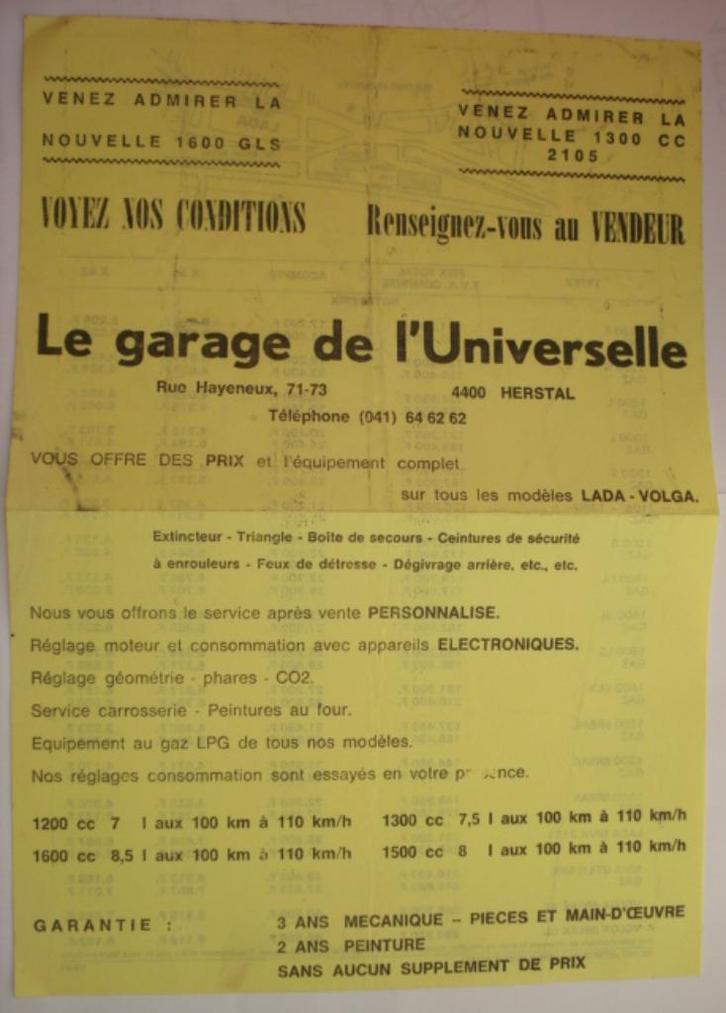 VENEZ ADMIRER LA
NOUVELLE 1600 GLS
VENEZ ADMIRER LA
NOUVELLE 1300 CC
2105
VOYEZ NOS CONDITIONS
Renseignez-vous au VENDEUR
Le garage de l'Universelle
Rue Hayeneux, 71-73 4400 HERSTAL
Téléphone (041) 64 62 62
VOUS OFFRE DES PRIX et l'équipement complet
sur tous les modèles LADA - VOLGA.
Extincteur - Triangle - Boîte de secours - Ceintures de sécurité
à enrouleurs - Feux de détresse - Dégivrage arrière, etc., etc.
Nous vous offrons le service après vente PERSONNALISE.
Réglage moteur et consommation avec appareils ELECTRONIQUES.
Réglage géométrie - phares - CO2.
Service carrosserie - Peintures au four.
Equipement au gaz LPG de tous nos modèles.
Nos réglages consommation sont essayés en votre
1200 cc 7 l aux 100 km à 110 km/h 1300 cc 7,5 l aux 100 km à 110 km/h
1600 cc 8,5 l aux 100 km à 110 km/h 1500 cc 8 l aux 100 km à 110 km/h
GARANTIE : 3 ANS MECANIQUE – PIECES ET MAIN-D'ŒUVRE
2 ANS PEINTURE
SANS AUCUN SUPPLEMENT DE PRIX